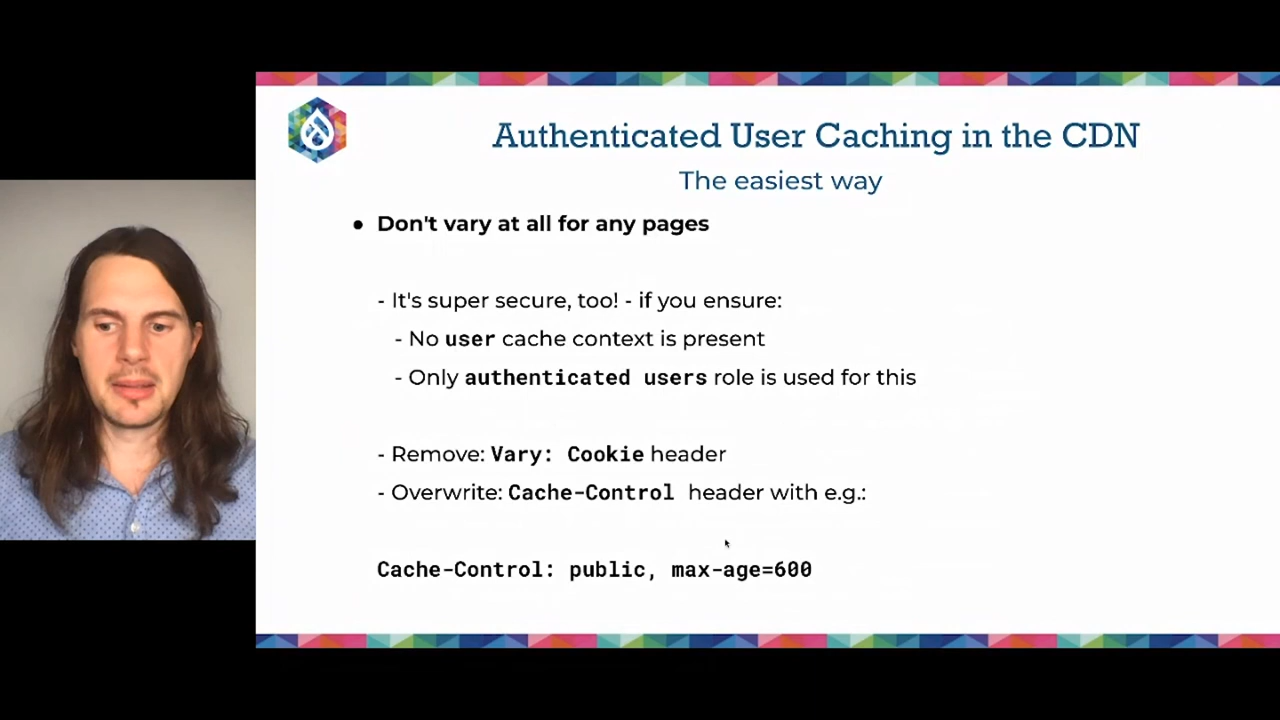 Authenticated User Caching in the CDN
The easiest way
● Don't vary at all for any pages
- It's super secure, too! - if you ensure:
- No user cache context is present
- Only authenticated users role is used for this
- Remove: Vary: Cookie header
- Overwrite: Cache-Control header with e.g.:
Cache-Control: public, max-age=600